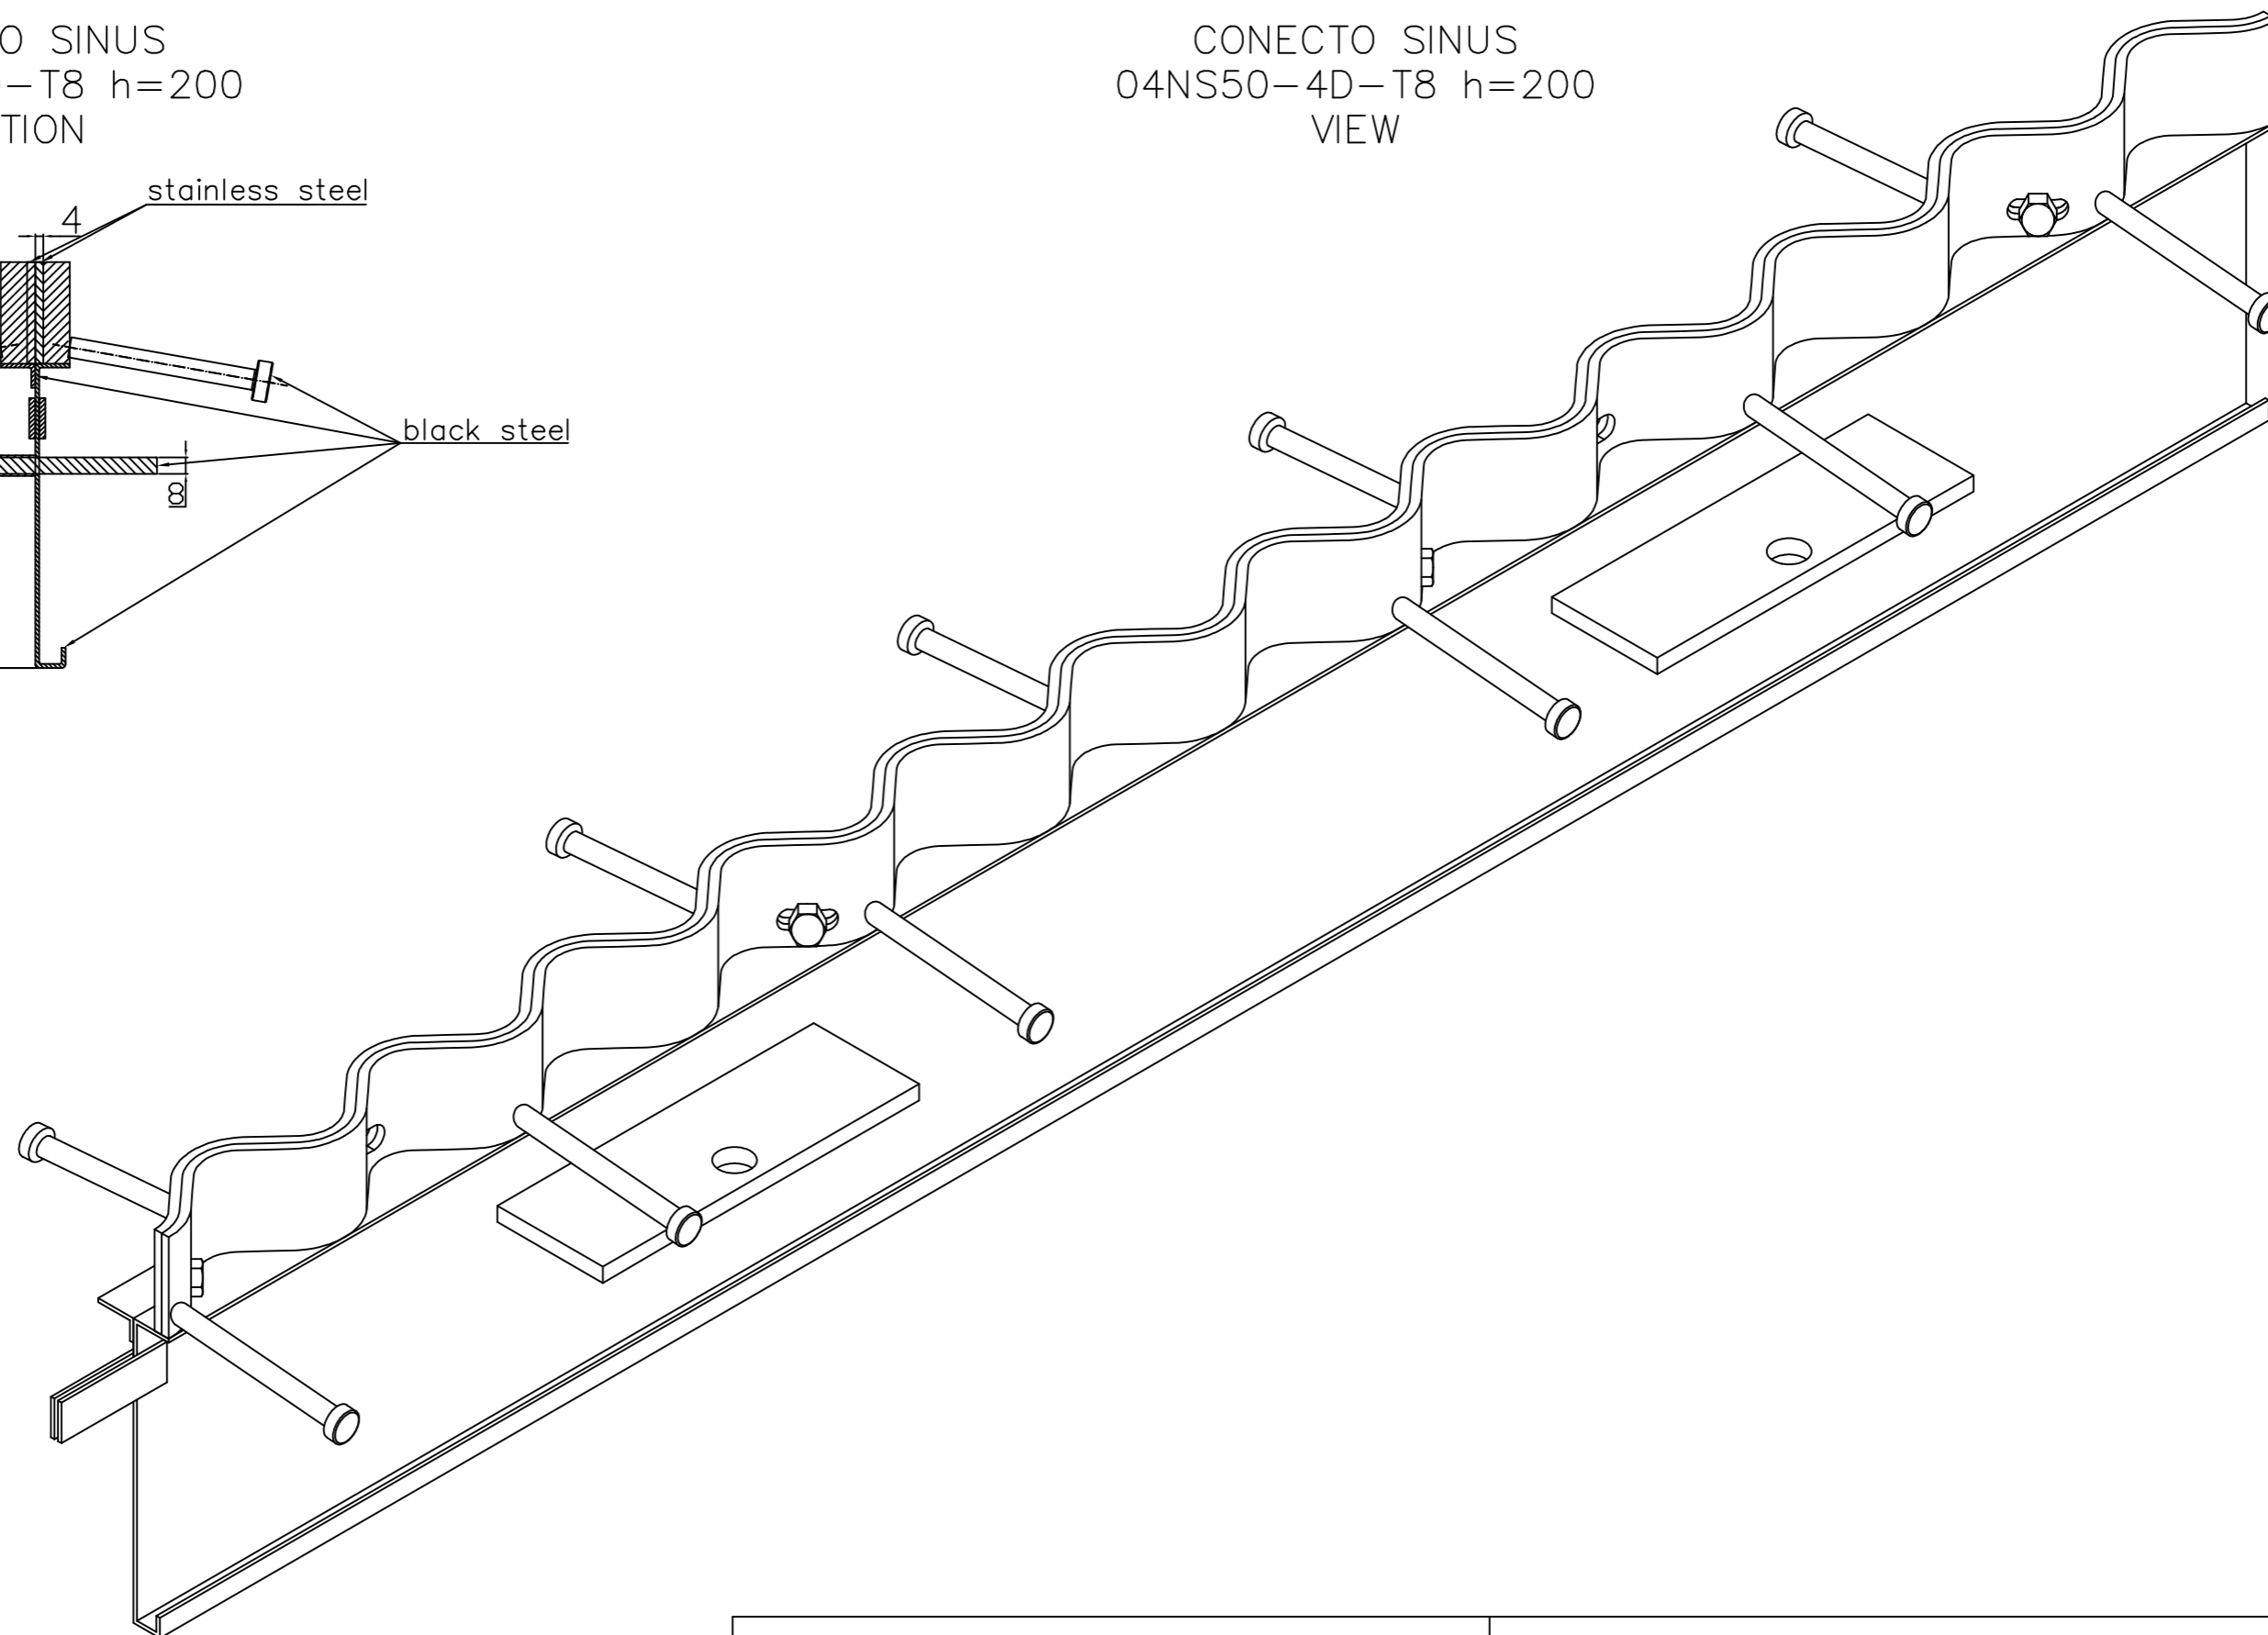 O SINUS
-T8 h=200
TION
CONECTO SINUS
04NS50-4D-T8 h=200
VIEW
stainless steel
4
black steel
8